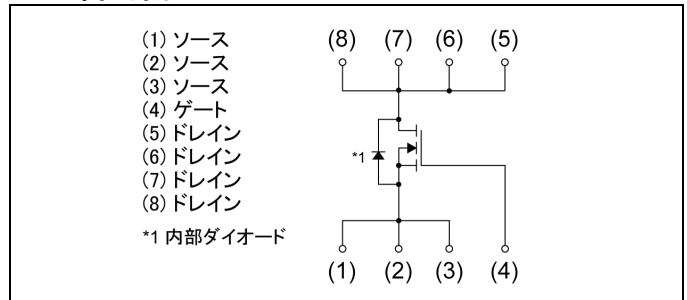 (1) ソース
(2) ソース
(3) ソース
(4) ゲート
(5) ドレイン
(6) ドレイン
(7) ドレイン
(8) ドレイン
*1 内部ダイオード
(8) (7) (6) (5)
*1
(1) (2) (3) (4)